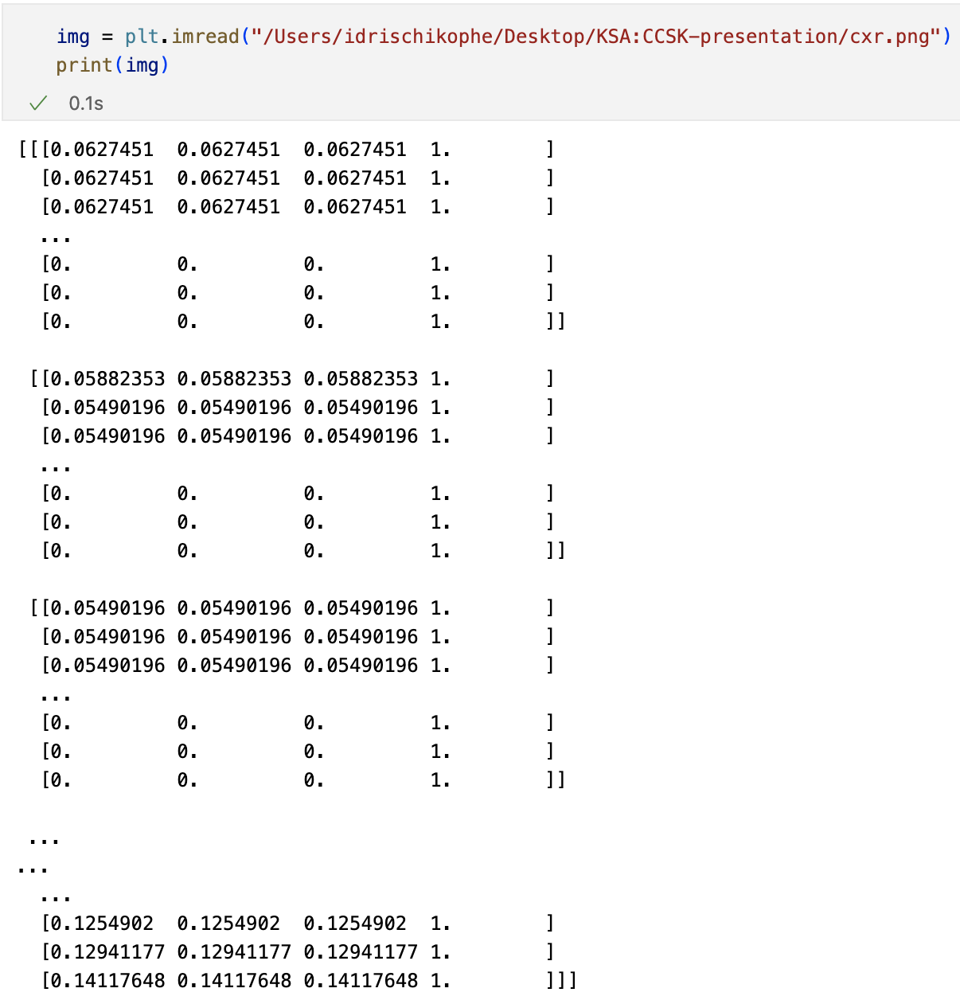 img = plt.imread("/Users/idrischikophe/Desktop/KSA:CCSK-presentation/cxr.png")
print(img)
✓ 0.1s
[[[0.0627451  0.0627451  0.0627451  1.        ]
  [0.0627451  0.0627451  0.0627451  1.        ]
  [0.0627451  0.0627451  0.0627451  1.        ]
  ...
  [0.         0.         0.         1.        ]
  [0.         0.         0.         1.        ]
  [0.         0.         0.         1.        ]]

 [[0.05882353 0.05882353 0.05882353 1.        ]
  [0.05490196 0.05490196 0.05490196 1.        ]
  [0.05490196 0.05490196 0.05490196 1.        ]
  ...
  [0.         0.         0.         1.        ]
  [0.         0.         0.         1.        ]
  [0.         0.         0.         1.        ]]

 [[0.05490196 0.05490196 0.05490196 1.        ]
  [0.05490196 0.05490196 0.05490196 1.        ]
  [0.05490196 0.05490196 0.05490196 1.        ]
  ...
  [0.         0.         0.         1.        ]
  [0.         0.         0.         1.        ]
  [0.         0.         0.         1.        ]]

 ...
...
  ...
  [0.1254902  0.1254902  0.1254902  1.        ]
  [0.12941177 0.12941177 0.12941177 1.        ]
  [0.14117648 0.14117648 0.14117648 1.        ]]]